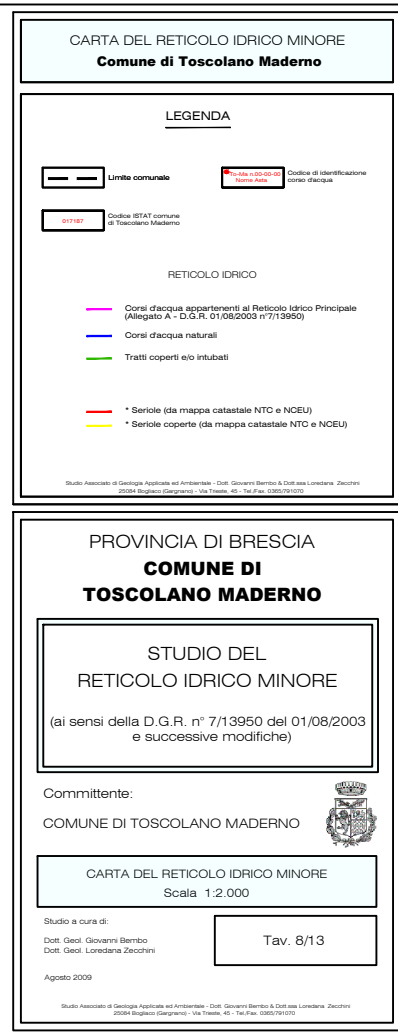 CARTA DEL RETICOLO IDRICO MINORE
Comune di Toscolano Maderno
LEGENDA
Limite comunale
To-Ma n.00-00-00
Nome Asta
Codice di identificazione
corso d'acqua
017187
Codice ISTAT comune
di Toscolano Maderno
RETICOLO IDRICO
Corsi d'acqua appartenenti al Reticolo Idrico Principale
(Allegato A - D.G.R. 01/08/2003 n°7/13950)
Corsi d'acqua naturali
Tratti coperti e/o intubati
* Seriole (da mappa catastale NTC e NCEU)
* Seriole coperte (da mappa catastale NTC e NCEU)
Studio Associato di Geologia Applicata ed Ambientale - Dott. Giovanni Bembo & Dott.ssa Loredana Zecchini
25084 Bogliaco (Gargnano) - Via Trieste, 45 - Tel./Fax. 0365/791070
PROVINCIA DI BRESCIA
COMUNE DI
TOSCOLANO MADERNO
STUDIO DEL
RETICOLO IDRICO MINORE
(ai sensi della D.G.R. n° 7/13950 del 01/08/2003
e successive modifiche)
Committente:
COMUNE DI TOSCOLANO MADERNO
CARTA DEL RETICOLO IDRICO MINORE
Scala 1:2.000
Studio a cura di:
Dott. Geol. Giovanni Bembo
Dott. Geol. Loredana Zecchini
Tav. 8/13
Agosto 2009
Studio Associato di Geologia Applicata ed Ambientale - Dott. Giovanni Bembo & Dott.ssa Loredana Zecchini
25084 Bogliaco (Gargnano) - Via Trieste, 45 - Tel./Fax. 0365/791070